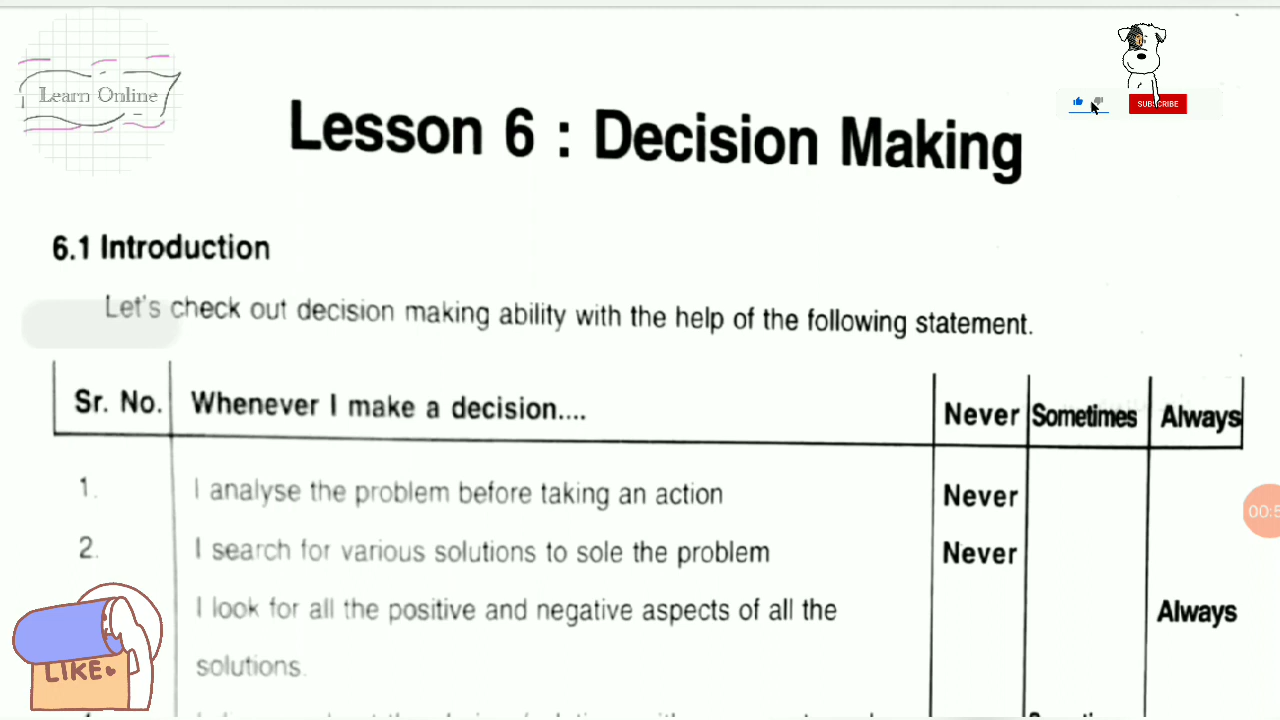 Learn Online
SUBSCRIBE
Lesson 6 : Decision Making
6.1 Introduction
Let's check out decision making ability with the help of the following statement.
Sr. No. Whenever I make a decision.... Never Sometimes Always
1. I analyse the problem before taking an action Never
2. I search for various solutions to sole the problem Never
I look for all the positive and negative aspects of all the Always
solutions.
LIKE